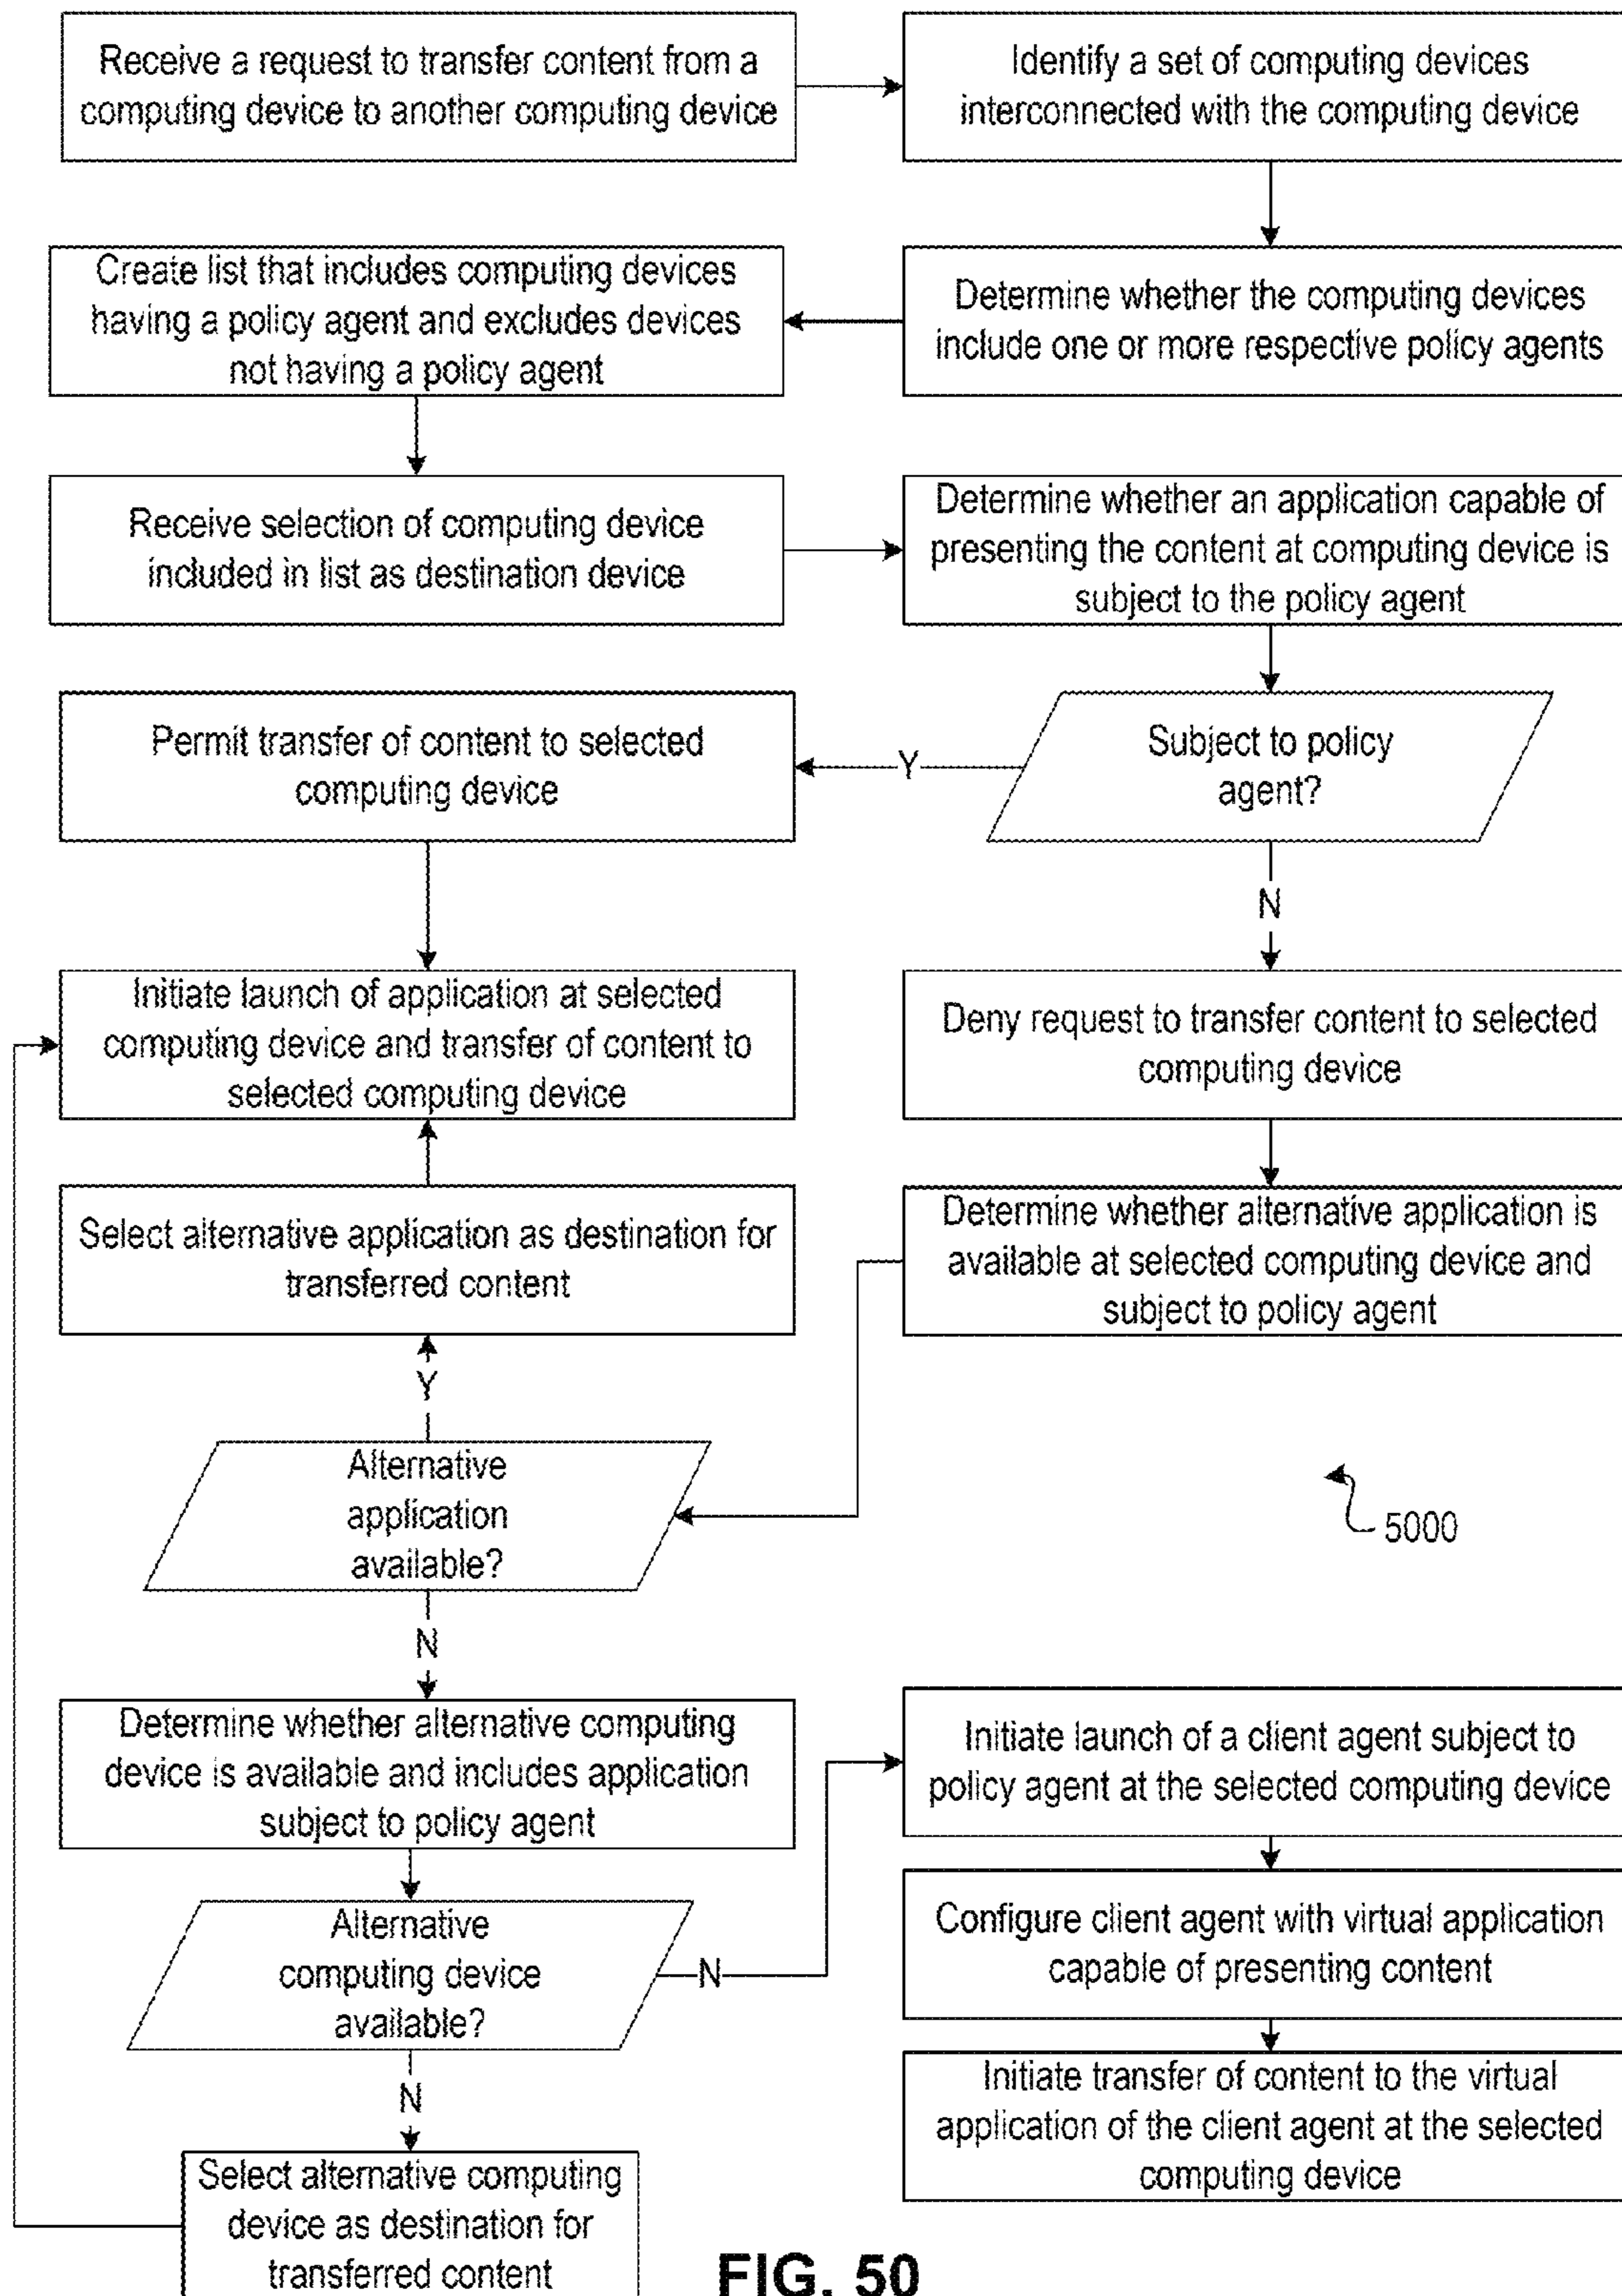 Receive a request to transfer content from a
computing device to another computing device
Identify a set of computing devices
interconnected with the computing device
Determine whether the computing devices
include one or more respective policy agents
Create list that includes computing devices
having a policy agent and excludes devices
not having a policy agent
Receive selection of computing device
included in list as destination device
Determine whether an application capable of
presenting the content at computing device is
subject to the policy agent
Subject to policy
agent?
Y
Permit transfer of content to selected
computing device
N
Initiate launch of application at selected
computing device and transfer of content to
selected computing device
Deny request to transfer content to selected
computing device
Select alternative application as destination for
transferred content
Determine whether alternative application is
available at selected computing device and
subject to policy agent
Y
Alternative
application
available?
5000
N
Determine whether alternative computing
device is available and includes application
subject to policy agent
Initiate launch of a client agent subject to
policy agent at the selected computing device
Alternative
computing device
available?
N
Configure client agent with virtual application
capable of presenting content
N
Initiate transfer of content to the virtual
application of the client agent at the selected
computing device
Select alternative computing
device as destination for
transferred content
FIG. 50